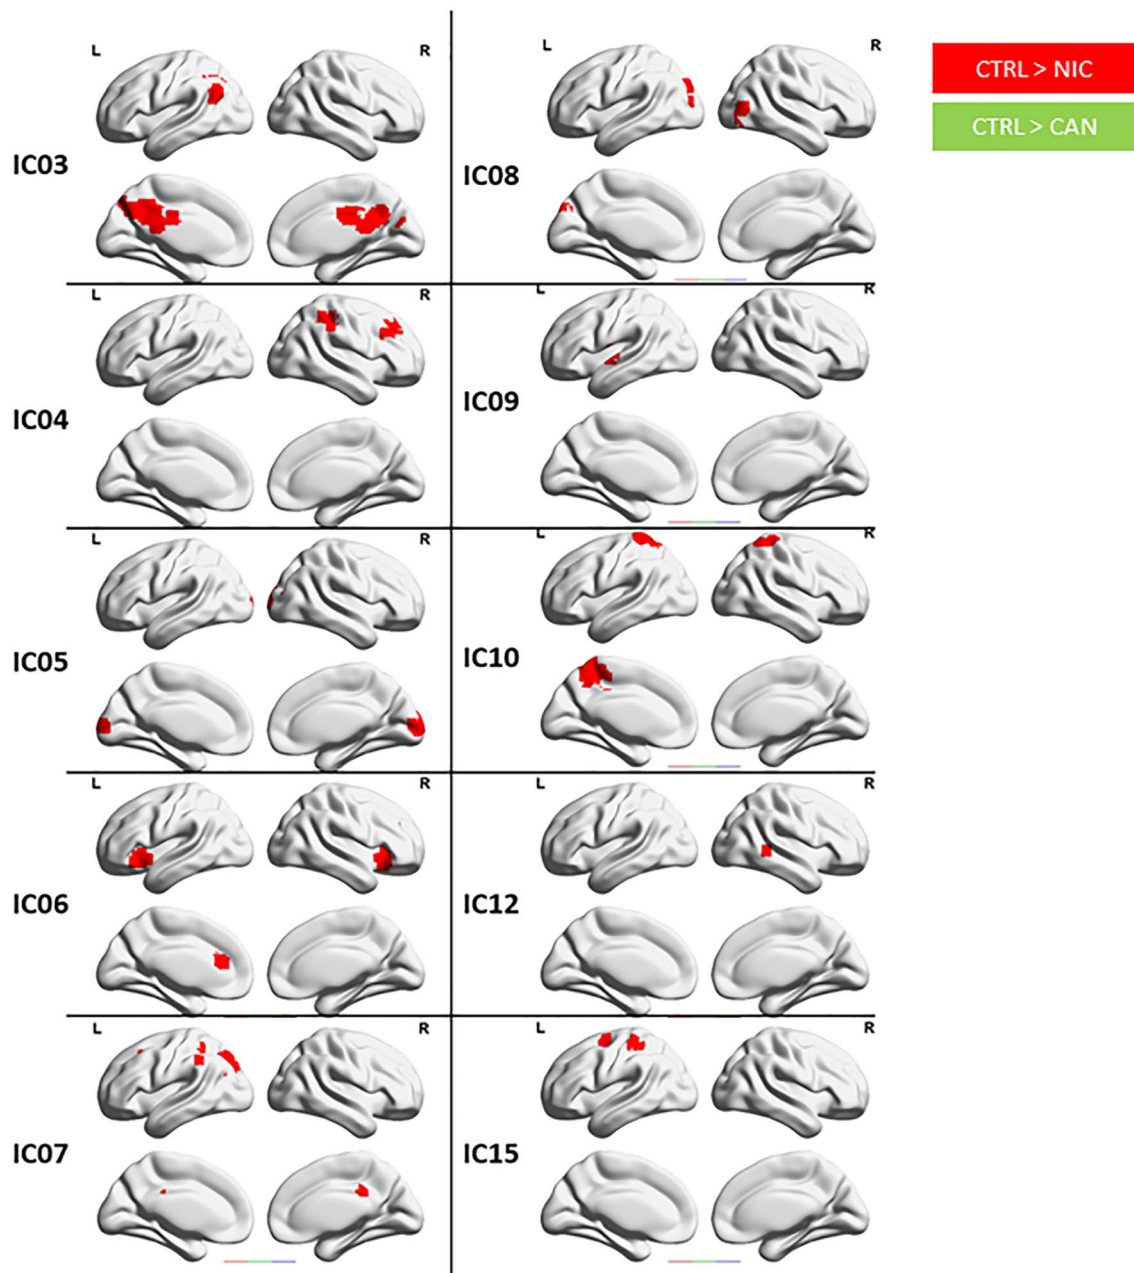 L R
IC03
L R
IC08
CTRL > NIC
CTRL > CAN
L R
IC04
L R
IC09
L R
IC05
L R
IC10
L R
IC06
L R
IC12
L R
IC07
L R
IC15